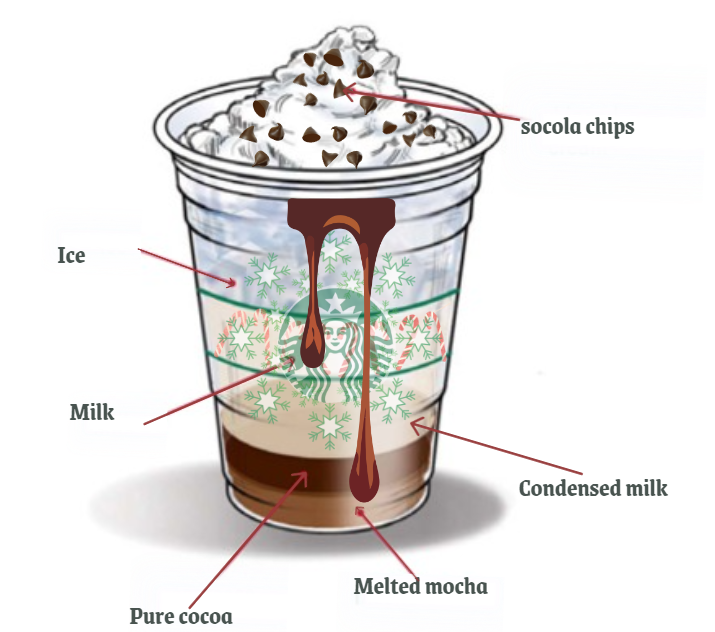 socola chips
Ice
Milk
Condensed milk
Melted mocha
Pure cocoa